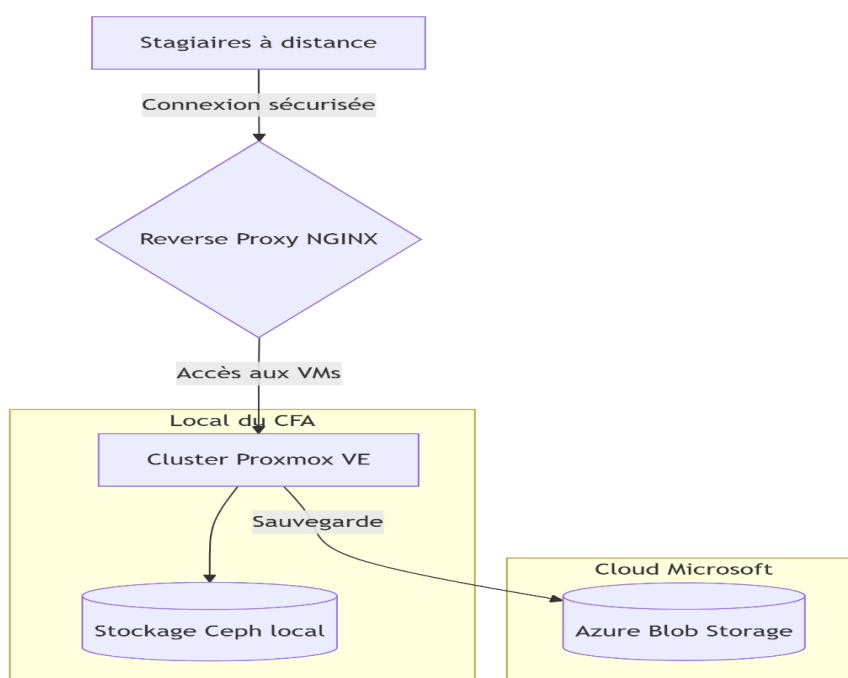 Stagiaires à distance
Connexion sécurisée
Reverse Proxy NGINX
Accès aux VMs
Local du CFA
Cluster Proxmox VE
Sauvegarde
Cloud Microsoft
Stockage Ceph local
Azure Blob Storage